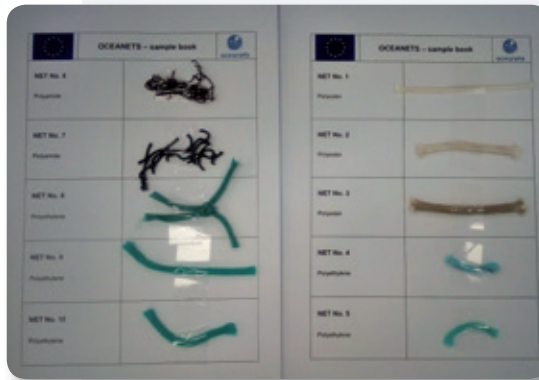 OCEANETS – sample book
oceanets
NET No. 6
Polyamide
NET No. 7
Polyamide
NET No. 8
Polyethylene
NET No. 9
Polyethylene
NET No. 10
Polyethylene
OCEANETS – sample book
oceanets
NET No. 1
Polyester
NET No. 2
Polyester
NET No. 3
Polyester
NET No. 4
Polyethylene
NET No. 5
Polyethylene